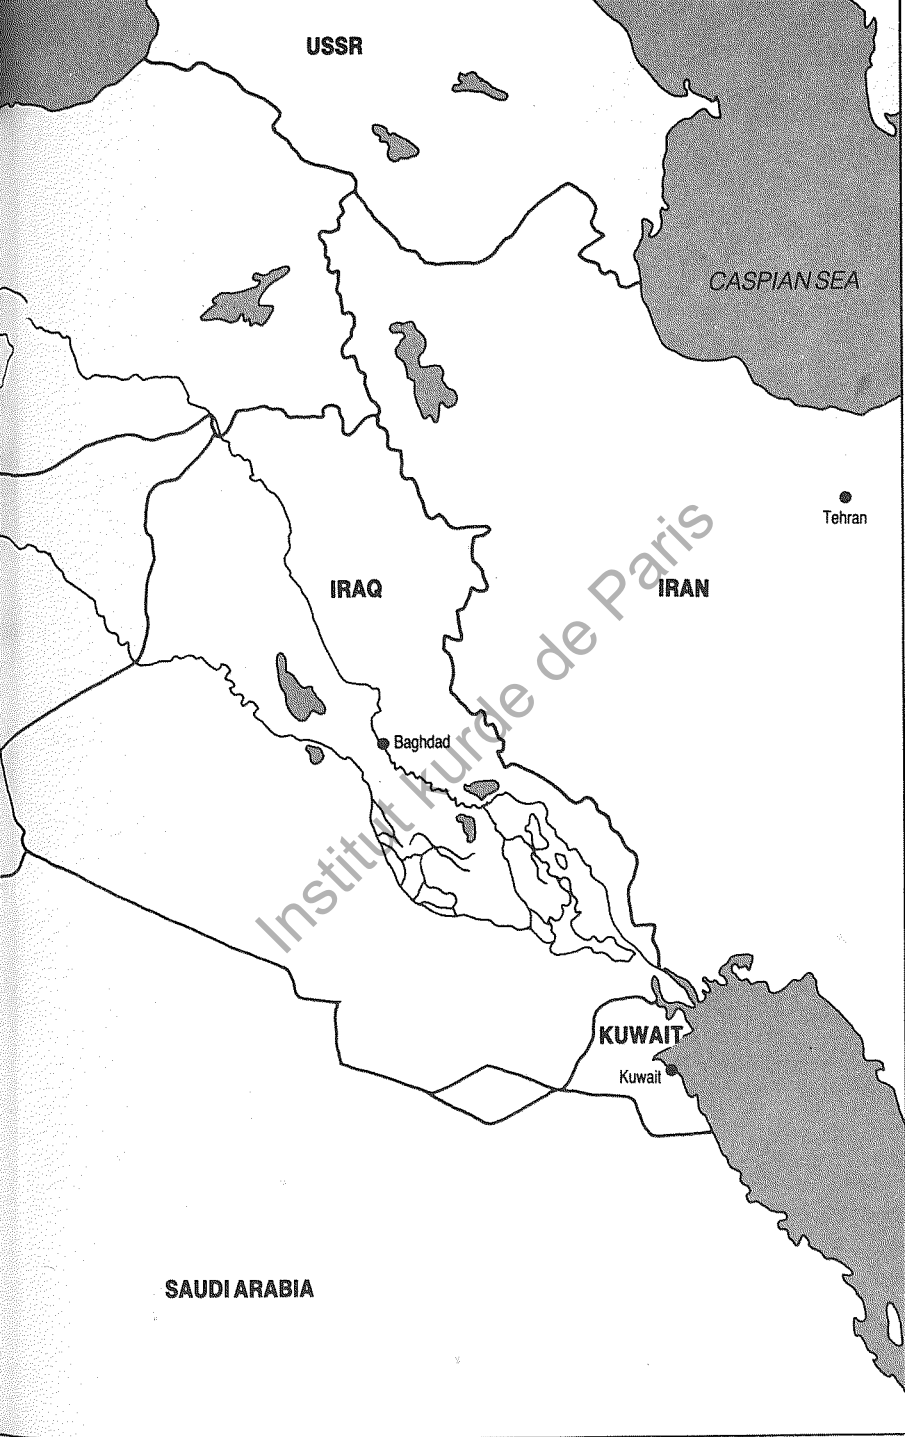 USSR
CASPIAN SEA
Tehran
IRAQ
IRAN
Baghdad
Institut kurde de Paris
KUWAIT
Kuwait
SAUDI ARABIA